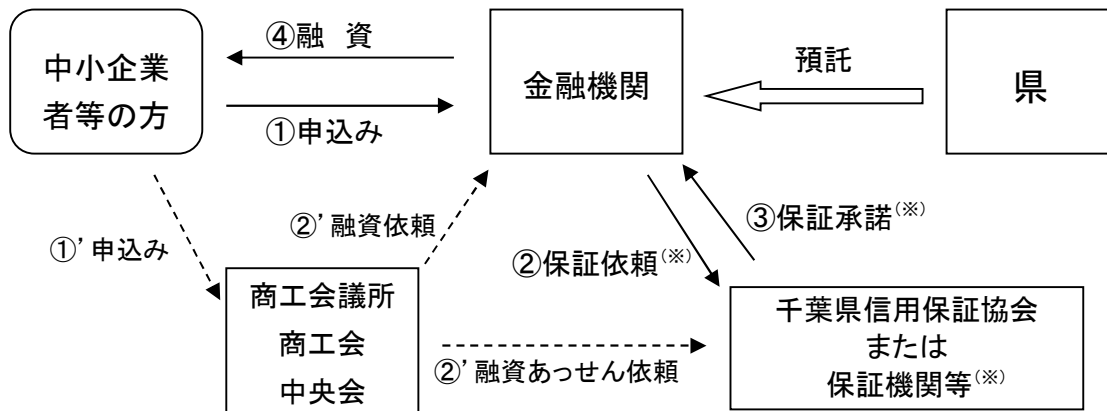 中小企業
者等の方
④融　資
①申込み
金融機関
預託
県
①’申込み
②’融資依頼
②保証依頼(※)
③保証承諾(※)
商工会議所
商工会
中央会
②’融資あっせん依頼
千葉県信用保証協会
または
保証機関等(※)